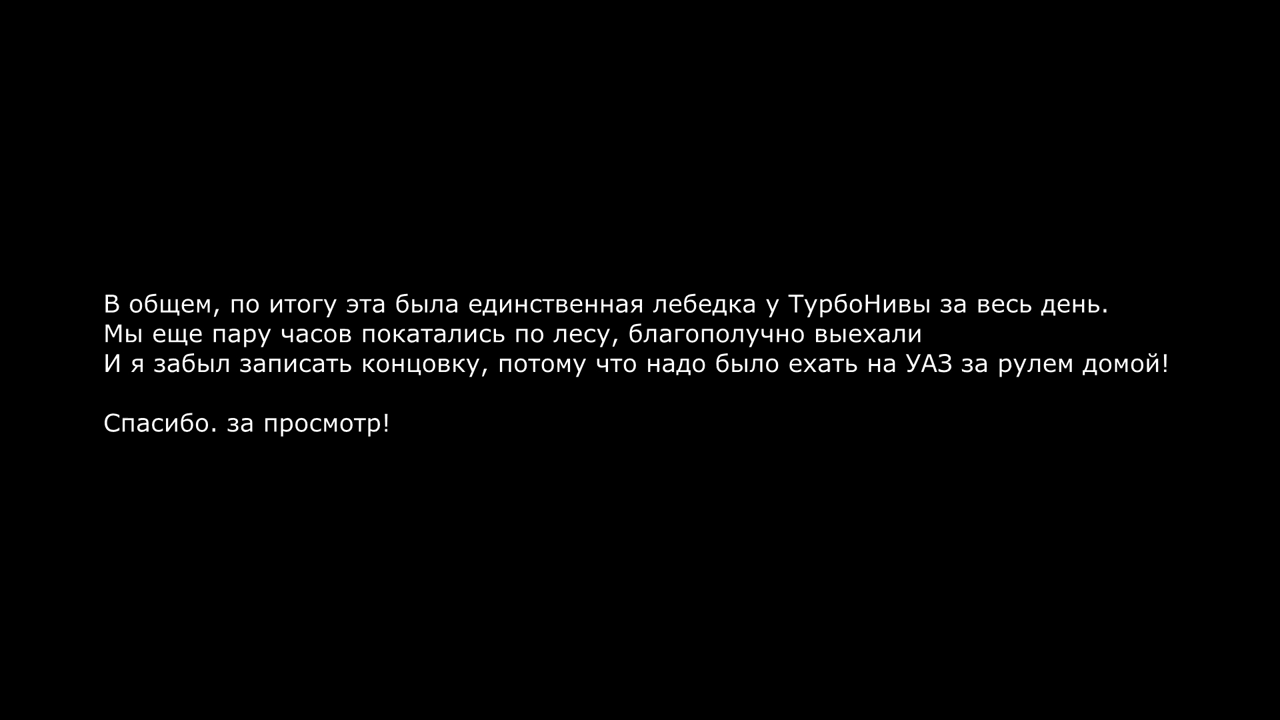 В общем, по итогу эта была единственная лебедка у ТурбоНивы за весь день.
Мы еще пару часов покатались по лесу, благополучно выехали
И я забыл записать концовку, потому что надо было ехать на УАЗ за рулем домой!
Спасибо. за просмотр!